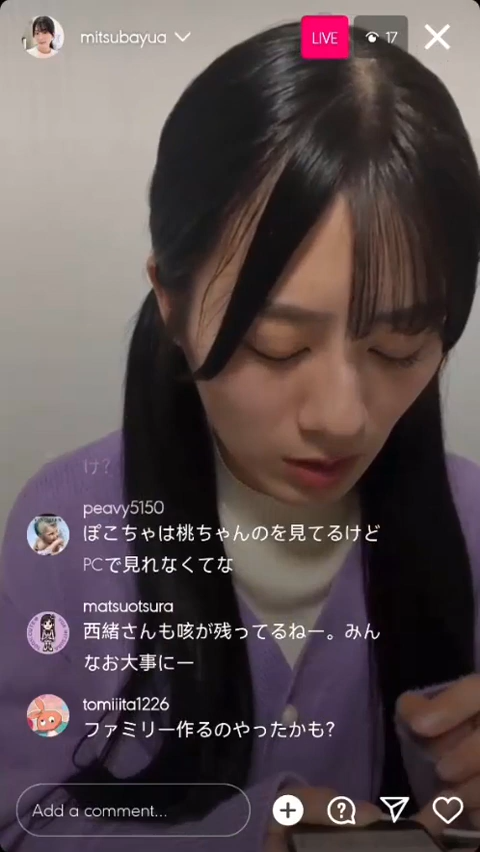 mitsubayua
LIVE
17
け?
peavy5150
ぽこちゃは桃ちゃんのを見てるけど
PCで見れなくてな
matsuotsura
西緒さんも咳が残ってるねー。みん
なお大事にー
tomiiita1226
ファミリー作るのやったかも?
Add a comment...